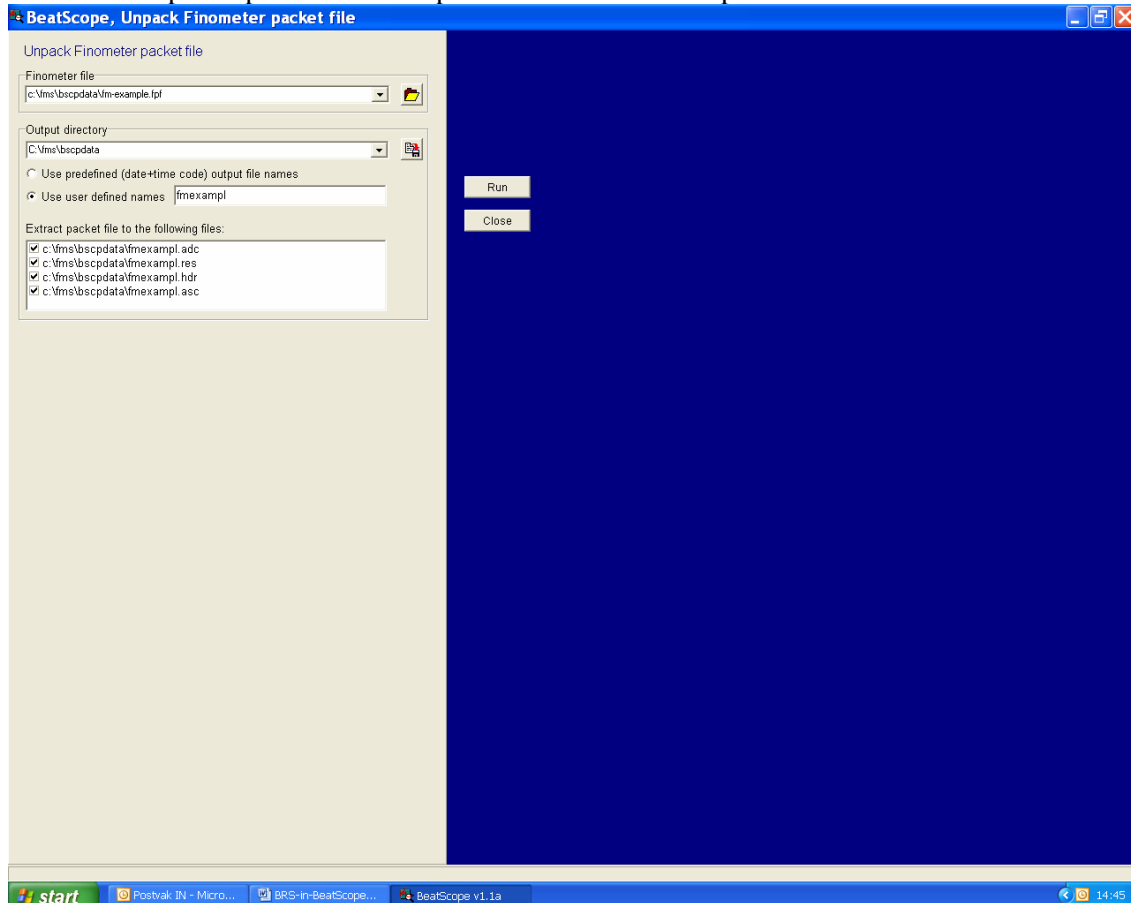 BeatScope, Unpack Finometer packet file
Unpack Finometer packet file
Finometer file
c:\fms\bscpdata\fm-example.fpf
Output directory
C:\fms\bscpdata
Use predefined (date+time code) output file names
Use user defined names fmexampl
Run
Close
Extract packet file to the following files:
c:\fms\bscpdata\fmexampl.adc
c:\fms\bscpdata\fmexampl.res
c:\fms\bscpdata\fmexampl.hdr
c:\fms\bscpdata\fmexampl.asc
start Postvak IN - Micro... BRS-in-BeatScope... BeatScope v1.1a 14:45